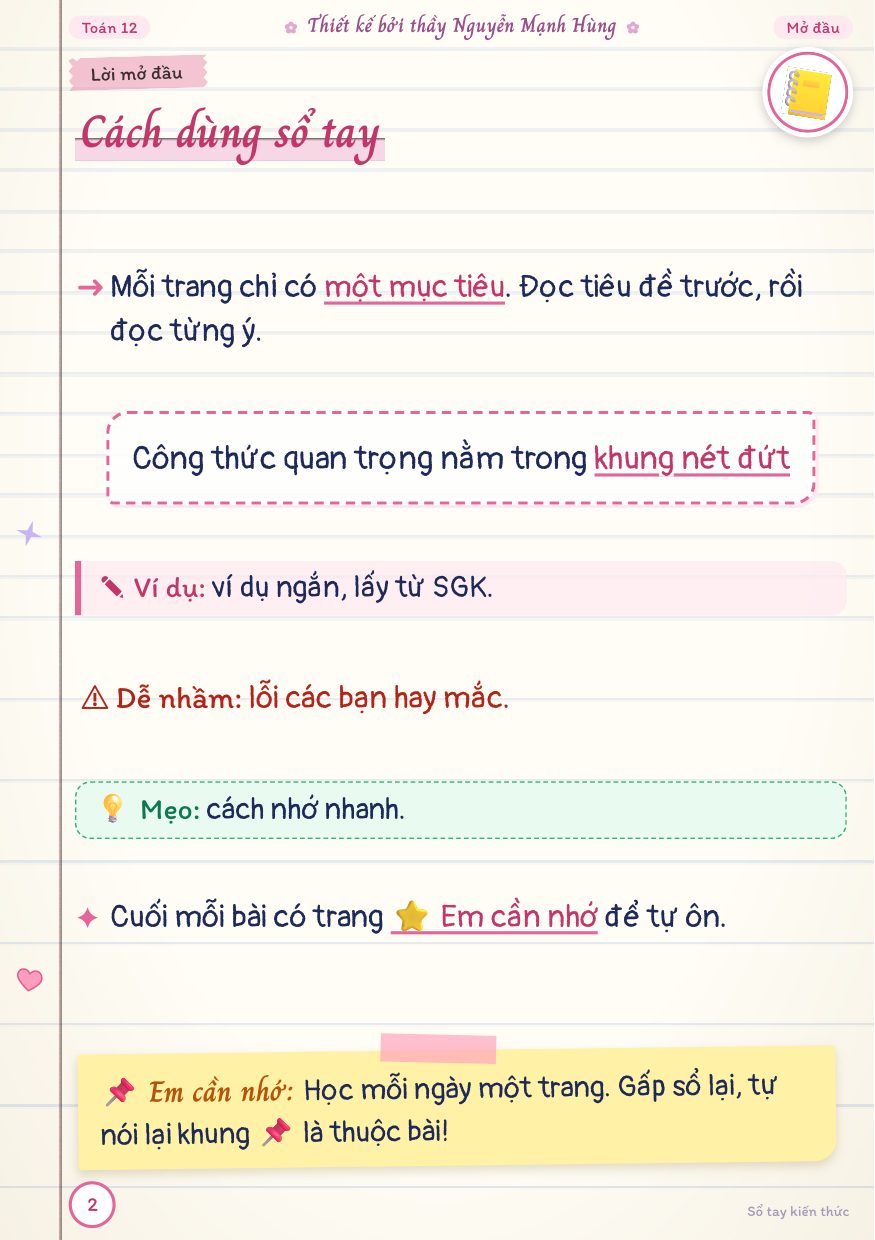 Toán 12
Thiết kế bởi thầy Nguyễn Mạnh Hùng
Mở đầu
Lời mở đầu
Cách dùng sổ tay
→ Mỗi trang chỉ có một mục tiêu. Đọc tiêu đề trước, rồi
đọc từng ý.
Công thức quan trọng nằm trong khung nét đứt
Ví dụ: ví dụ ngắn, lấy từ SGK.
⚠ Dễ nhầm: lỗi các bạn hay mắc.
💡 Mẹo: cách nhớ nhanh.
✦ Cuối mỗi bài có trang ⭐ Em cần nhớ để tự ôn.
📌 Em cần nhớ: Học mỗi ngày một trang. Gấp sổ lại, tự
nói lại khung 📌 là thuộc bài!
2
Sổ tay kiến thức